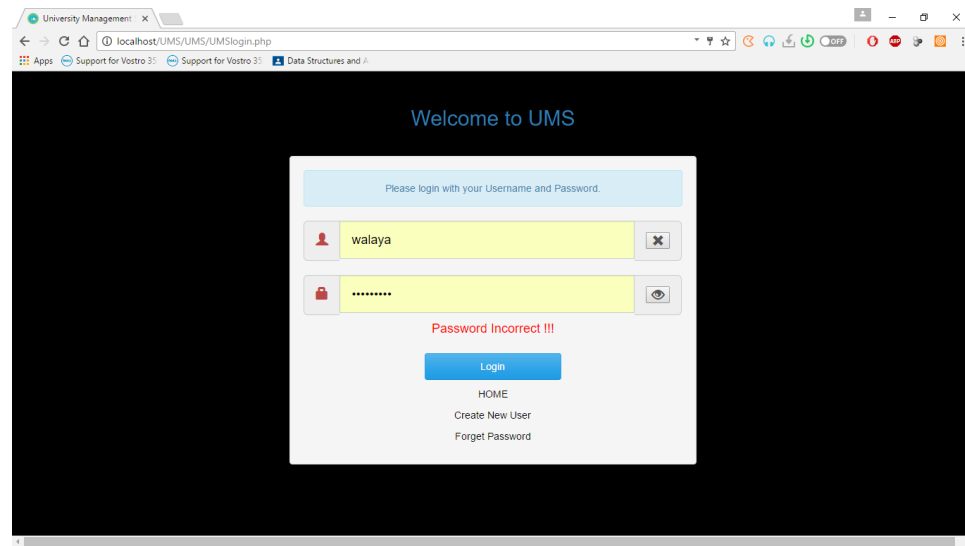 University Management S
localhost/UMS/UMS/UMSlogin.php
OFF
ABP
Apps Support for Vostro 35 Support for Vostro 35 Data Structures and A
Welcome to UMS
Please login with your Username and Password.
walaya
•••••••••
Password Incorrect !!!
Login
HOME
Create New User
Forget Password